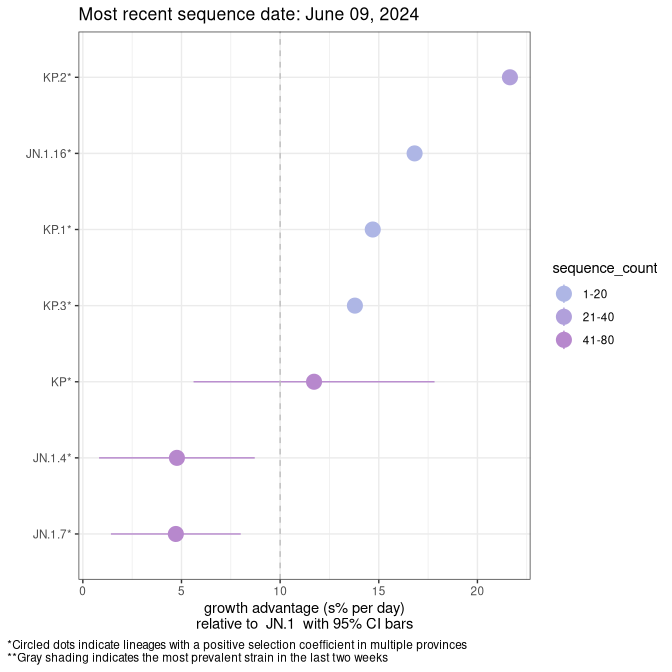 Most recent sequence date: June 09, 2024
KP.2*
JN.1.16*
KP.1*
KP.3*
KP*
JN.1.4*
JN.1.7*
0 5 10 15 20
growth advantage (s% per day)
relative to  JN.1  with 95% CI bars
sequence_count
1-20
21-40
41-80
*Circled dots indicate lineages with a positive selection coefficient in multiple provinces
**Gray shading indicates the most prevalent strain in the last two weeks